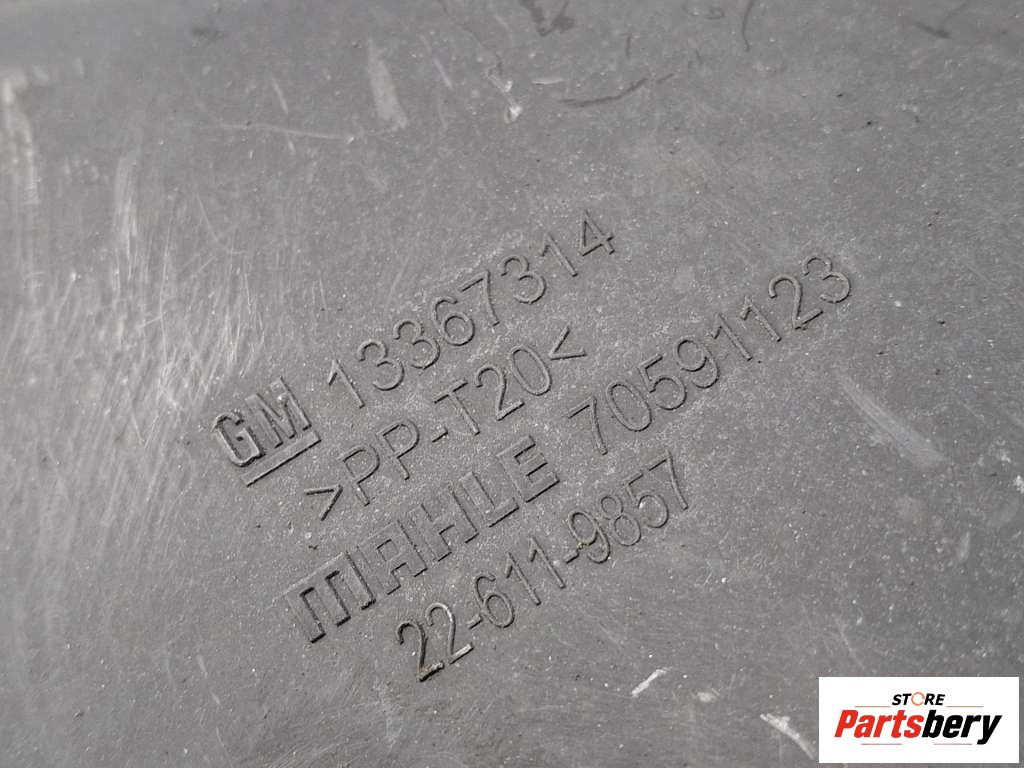 GM 13367314
>PP-T20<
MAHLE 70591123
22-611-9857
STORE
Partsbery